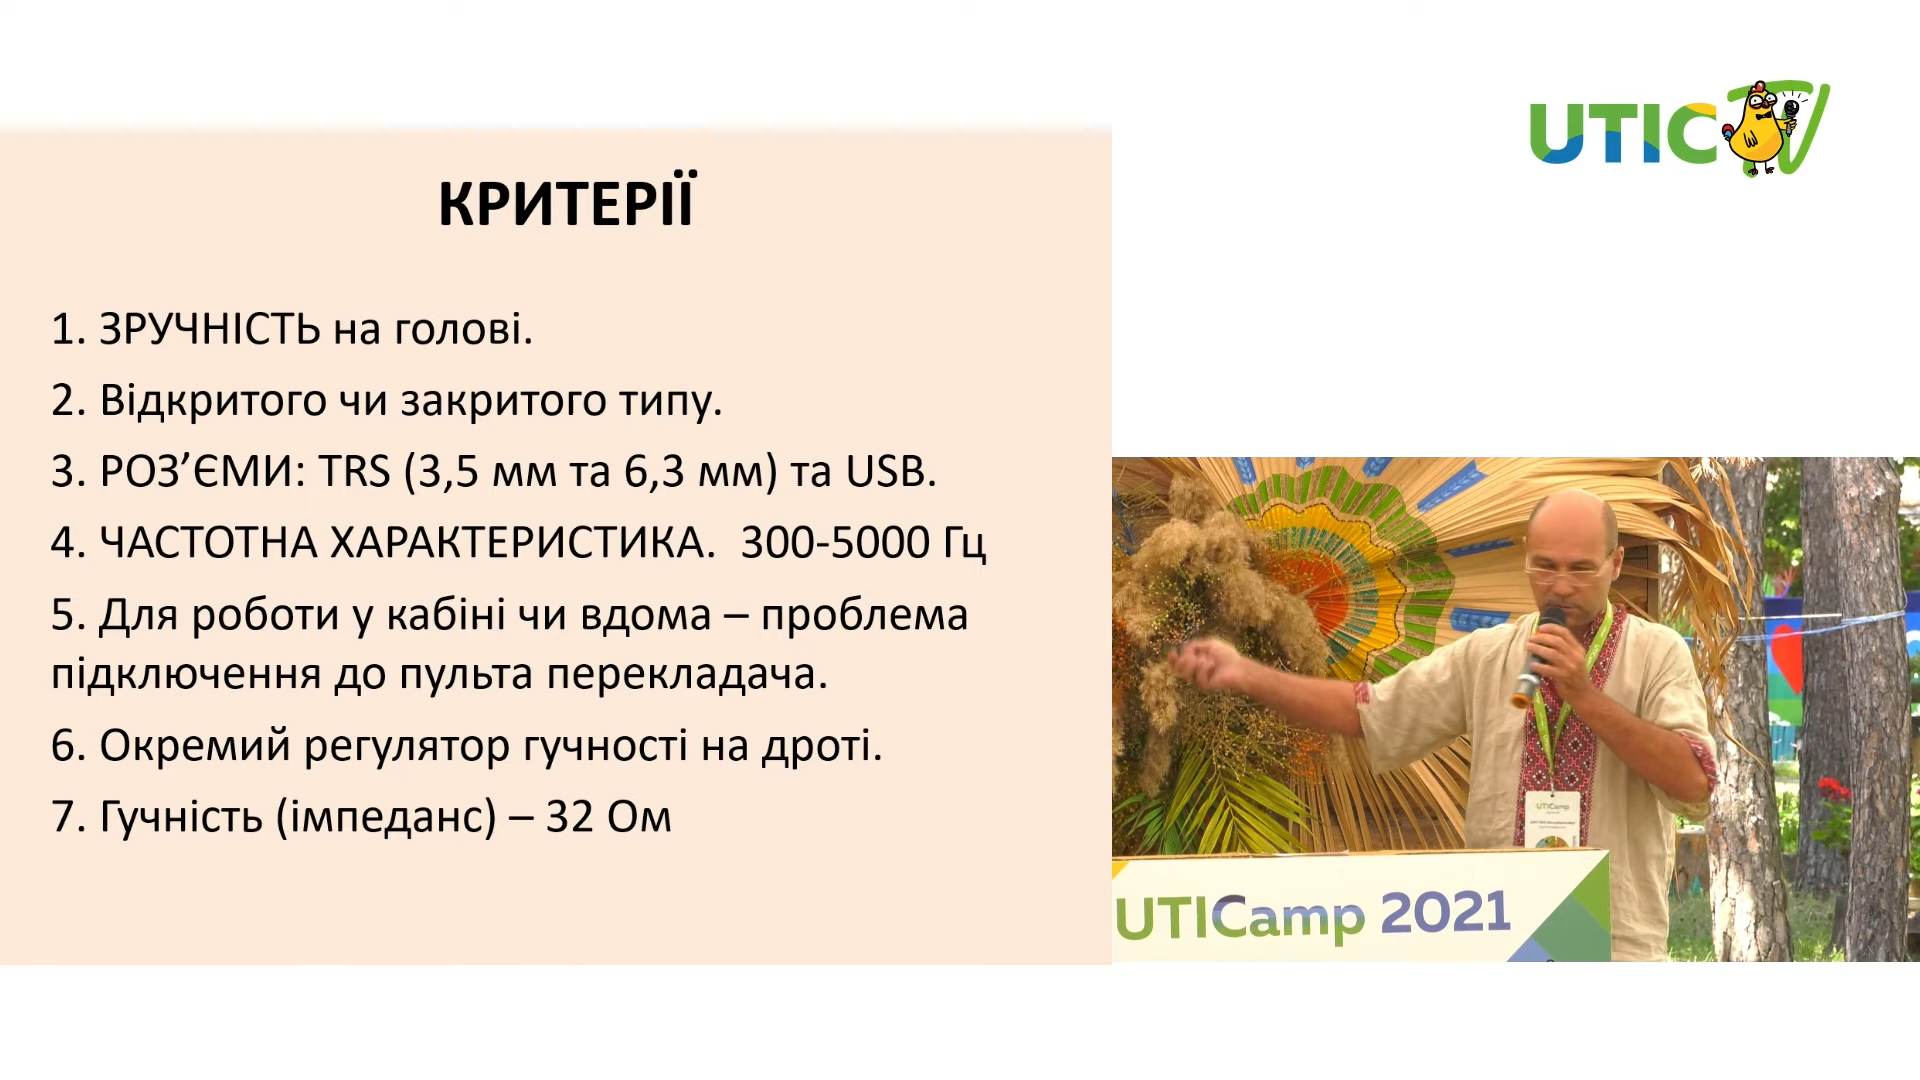 UTIC TV
КРИТЕРІЇ
1. ЗРУЧНІСТЬ на голові.
2. Відкритого чи закритого типу.
3. РОЗ’ЄМИ: TRS (3,5 мм та 6,3 мм) та USB.
4. ЧАСТОТНА ХАРАКТЕРИСТИКА.  300-5000 Гц
5. Для роботи у кабіні чи вдома – проблема
підключення до пульта перекладача.
6. Окремий регулятор гучності на дроті.
7. Гучність (імпеданс) – 32 Ом
UTICamp
UTICamp 2021